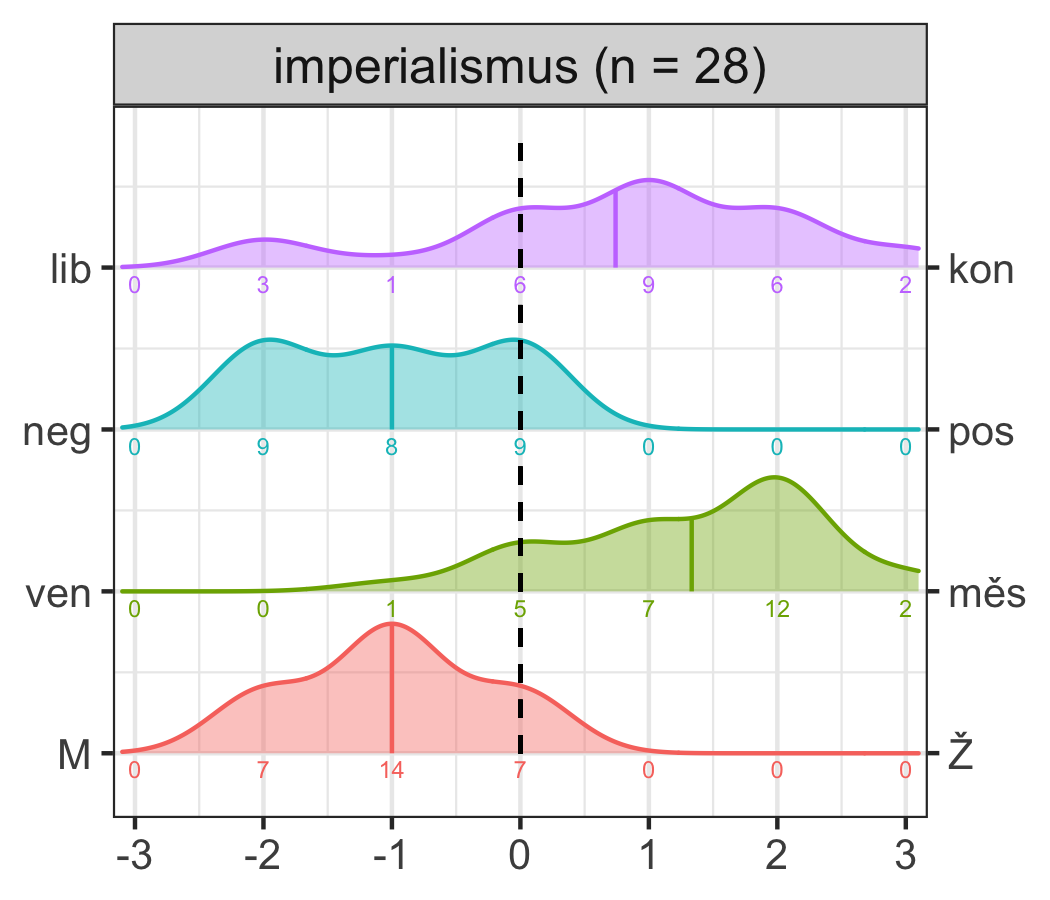 imperialismus (n = 28)
lib kon
0 3 1 6 9 6 2
neg pos
0 9 8 9 0 0 0
ven měs
0 0 1 5 7 12 2
M Ž
0 7 14 7 0 0 0
-3 -2 -1 0 1 2 3